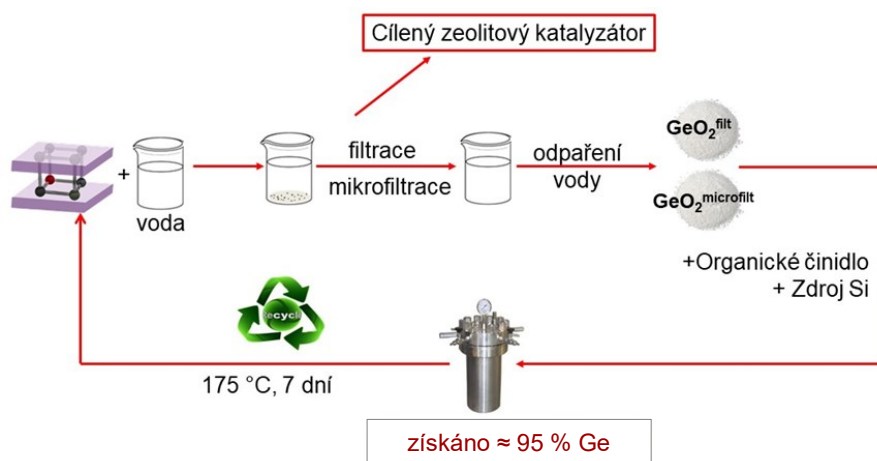 Cílený zeolitový katalyzátor
+
voda
filtrace
mikrofiltrace
odpaření
vody
GeO₂ᶠⁱˡᵗ
GeO₂ᵐⁱᶜʳᵒᶠⁱˡᵗ
+Organické činidlo
+ Zdroj Si
175 °C, 7 dní
získáno ≈ 95 % Ge